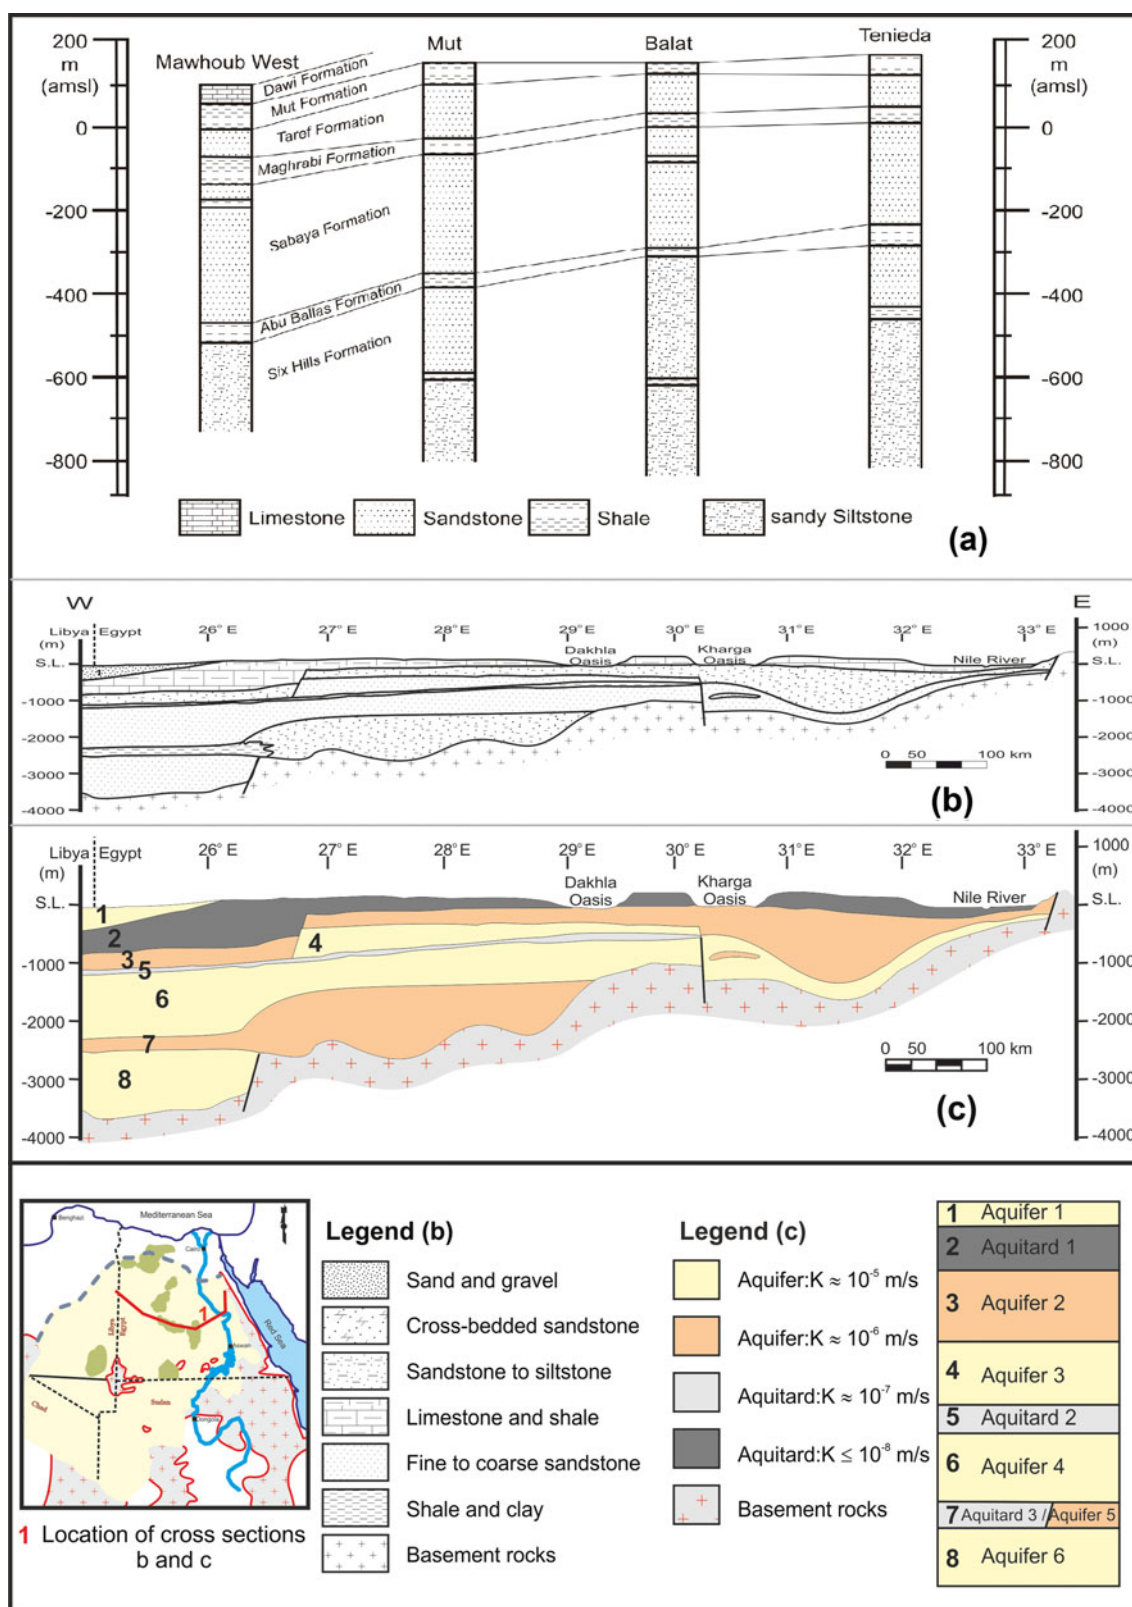 200
m
(amsl)
0
-200
-400
-600
-800
Mawhoub West
Mut
Balat
Tenieda
200
m
(amsl)
0
-200
-400
-600
-800
Dawi Formation
Mut Formation
Taref Formation
Maghrabi Formation
Sabaya Formation
Abu Ballas Formation
Six Hills Formation
Limestone
Sandstone
Shale
sandy Siltstone
(a)
W
E
Libya Egypt
26° E
27° E
28° E
29°E
30° E
31° E
32° E
33° E
(m)
S.L.
-1000
-2000
-3000
-4000
Dakhla
Oasis
Kharga
Oasis
Nile River
1000
(m)
S.L.
-1000
-2000
-3000
-4000
0 50 100 km
(b)
Libya Egypt
26° E
27° E
28° E
29° E
30° E
31° E
32° E
33° E
(m)
S.L.
-1000
-2000
-3000
-4000
Dakhla
Oasis
Kharga
Oasis
Nile River
1000
(m)
S.L.
-1000
-2000
-3000
-4000
1
2
3
4
5
6
7
8
0 50 100 km
(c)
Benghazi
Mediterranean Sea
Cairo
Libya
Egypt
1
Red Sea
Aswan
Chad
Sudan
Dongola
1 Location of cross sections
b and c
Legend (b)
Sand and gravel
Cross-bedded sandstone
Sandstone to siltstone
Limestone and shale
Fine to coarse sandstone
Shale and clay
Basement rocks
Legend (c)
Aquifer:K ≈ 10⁻⁵ m/s
Aquifer:K ≈ 10⁻⁶ m/s
Aquitard:K ≈ 10⁻⁷ m/s
Aquitard:K ≤ 10⁻⁸ m/s
Basement rocks
1 Aquifer 1
2 Aquitard 1
3 Aquifer 2
4 Aquifer 3
5 Aquitard 2
6 Aquifer 4
7 Aquitard 3 / Aquifer 5
8 Aquifer 6